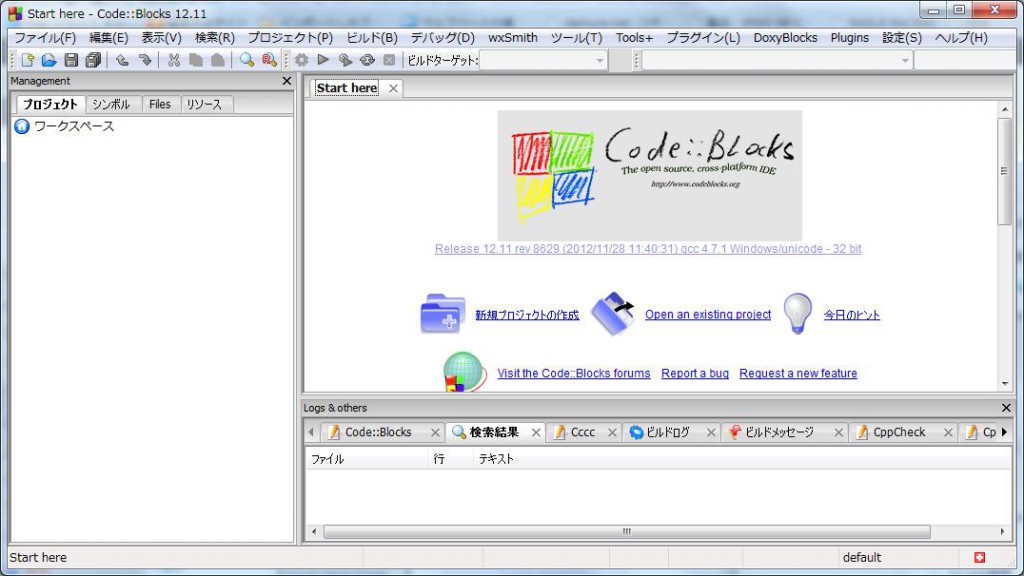 Start here - Code::Blocks 12.11
ファイル(F) 編集(E) 表示(V) 検索(R) プロジェクト(P) ビルド(B) デバッグ(D) wxSmith ツール(T) Tools+ プラグイン(L) DoxyBlocks Plugins 設定(S) ヘルプ(H)
ビルドターゲット:
Management
プロジェクト シンボル Files リソース
ワークスペース
Start here
Code::Blocks
The open source, cross-platform IDE
http://www.codeblocks.org
Release 12.11 rev 8629 (2012/11/28 11:40:31) gcc 4.7.1 Windows/unicode - 32 bit
新規プロジェクトの作成 Open an existing project 今日のヒント
Visit the Code::Blocks forums Report a bug Request a new feature
Logs & others
Code::Blocks 検索結果 Cccc ビルドログ ビルドメッセージ CppCheck Cp
ファイル 行 テキスト
Start here default